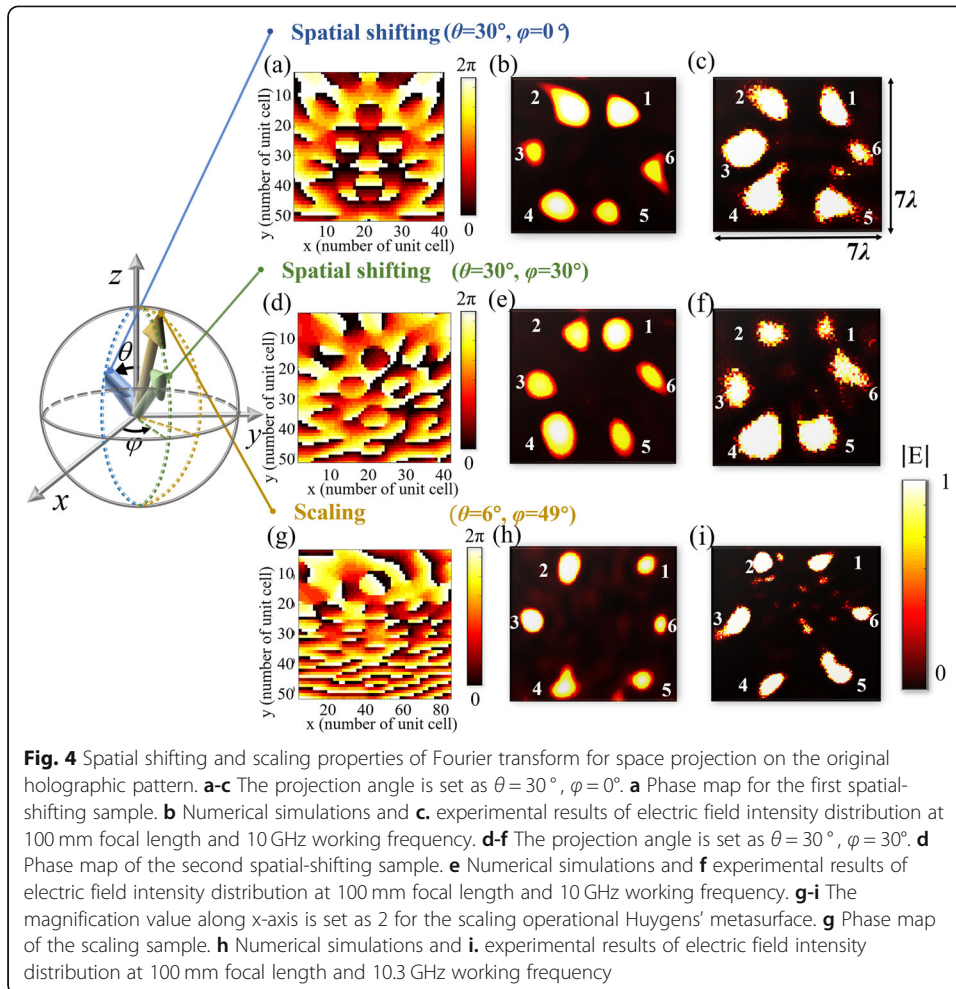 Spatial shifting (θ=30°, φ=0°)
(a)
2π
(b)
(c)
10
20
30
40
50
y (number of unit cell)
10 20 30 40
x (number of unit cell)
0
2
1
3
6
4
5
2
1
3
6
4
5
7λ
7λ
Spatial shifting (θ=30°, φ=30°)
(d)
2π
(e)
(f)
10
20
30
40
50
y (number of unit cell)
10 20 30 40
x (number of unit cell)
0
2
1
3
6
4
5
2
1
3
6
4
5
z
θ
φ
y
x
|E|
1
0
Scaling (θ=6°, φ=49°)
(g)
2π
(h)
(i)
10
20
30
40
50
y (number of unit cell)
20 40 60 80
x (number of unit cell)
0
2
1
3
6
4
5
2
1
3
6
4
5
Fig. 4 Spatial shifting and scaling properties of Fourier transform for space projection on the original
holographic pattern. a-c The projection angle is set as θ = 30 °, φ = 0°. a Phase map for the first spatial-
shifting sample. b Numerical simulations and c. experimental results of electric field intensity distribution at
100 mm focal length and 10 GHz working frequency. d-f The projection angle is set as θ = 30 °, φ = 30°. d
Phase map of the second spatial-shifting sample. e Numerical simulations and f experimental results of
electric field intensity distribution at 100 mm focal length and 10 GHz working frequency. g-i The
magnification value along x-axis is set as 2 for the scaling operational Huygens' metasurface. g Phase map
of the scaling sample. h Numerical simulations and i. experimental results of electric field intensity
distribution at 100 mm focal length and 10.3 GHz working frequency